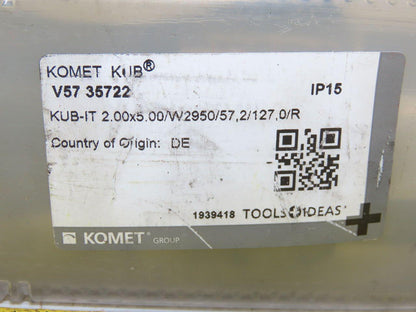 KOMET KUB®
V57 35722 IP15
KUB-IT 2.00x5.00/W2950/57,2/127,0/R
Country of Origin: DE
1939418 TOOLS+IDEAS
KOMET GROUP